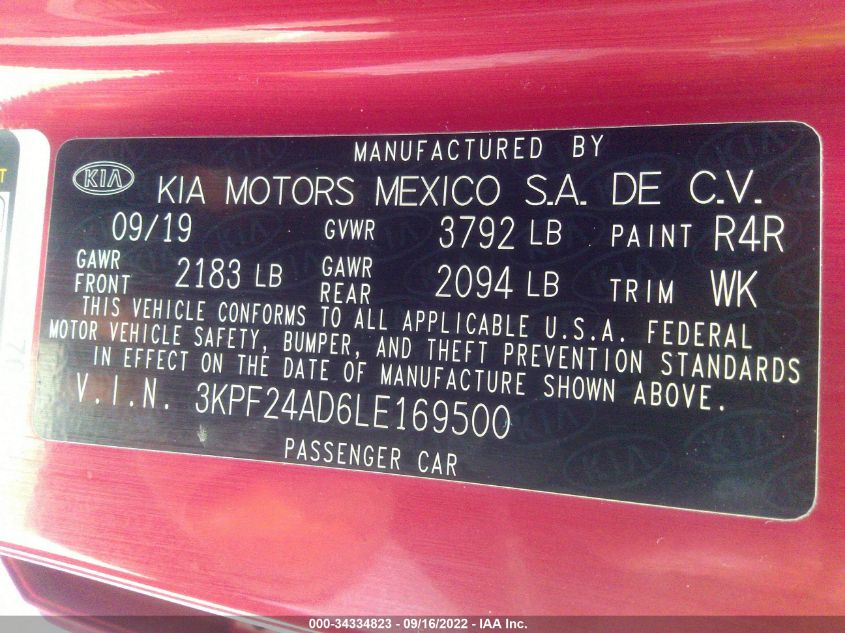 MANUFACTURED BY
KIA KIA MOTORS MEXICO S.A. DE C.V.
09/19 GVWR 3792 LB PAINT R4R
GAWR FRONT 2183 LB GAWR REAR 2094 LB TRIM WK
THIS VEHICLE CONFORMS TO ALL APPLICABLE U.S.A. FEDERAL
MOTOR VEHICLE SAFETY, BUMPER, AND THEFT PREVENTION STANDARDS
IN EFFECT ON THE DATE OF MANUFACTURE SHOWN ABOVE.
V.I.N. 3KPF24AD6LE169500
PASSENGER CAR
000-34334823 - 09/16/2022 - IAA Inc.